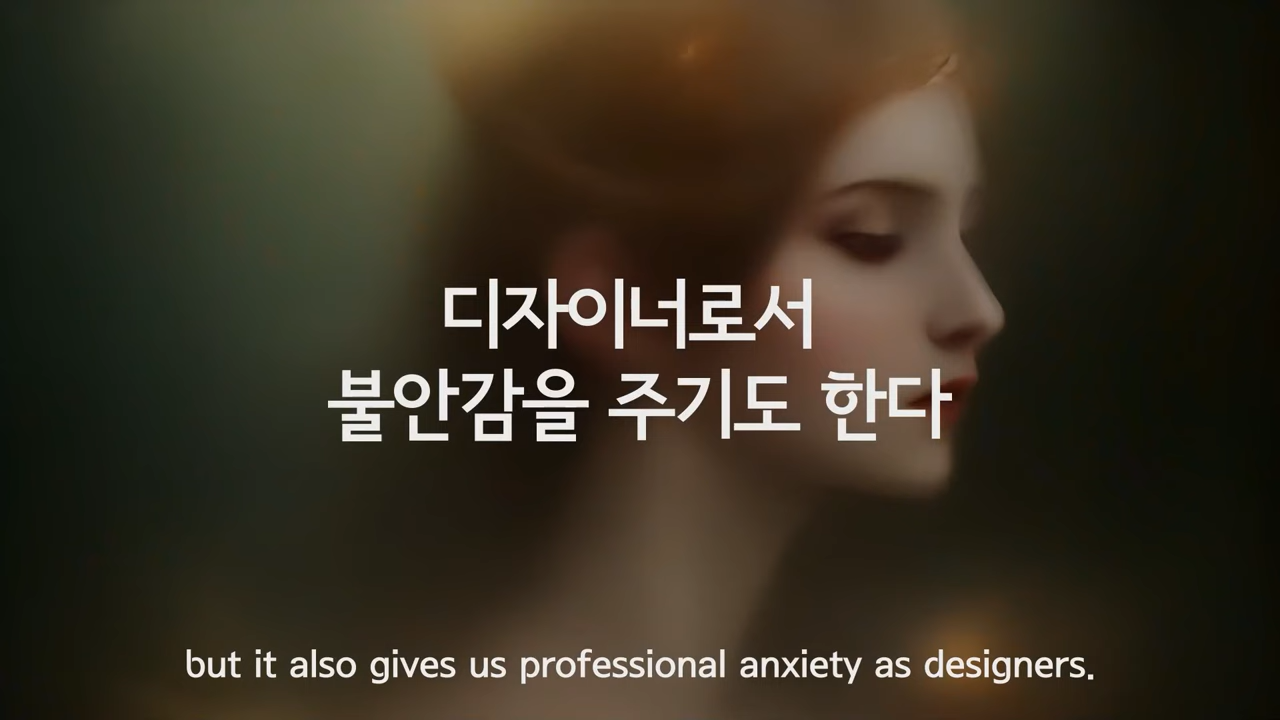 디자이너로서
불안감을 주기도 한다
but it also gives us professional anxiety as designers.